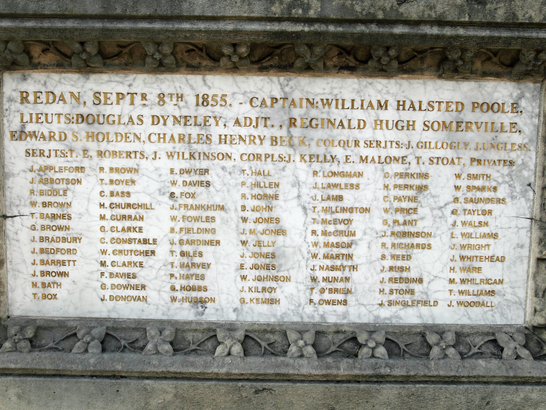 REDAN, SEPTR 8TH 1855. - CAPTAIN: WILLIAM HALSTED POOLE,
LIEUTS: DOUGLAS DYNELEY, ADJT., REGINALD HUGH SOMERVILLE,
EDWARD S. HOLDEN, CHARLES HENRY BECK, COLOUR SERJTS: J. GILLOGLY, J. UNGLESS.
SERJTS: T. E. ROBERTS, J. WILKINSON, CORPLS: J. KELLY, E. MALONE, T. STOAT, PRIVATES:
J. APPLEFORD R. BROWN E. DWYER T. HALL R. LONGMAN C. PERKINS W. SMITH
J. ABBOTSON T. BOYER W. DAVIES P. HILLEN J. LAWLESS H. PERKINS W. SPARKS
R. BIDDLE C. BASS C. FOX R. HORNE J. LAMB C. PAYNE G. SAUNDERS
W. BROWN H. CHURCHILL J. FRANKHUM D. JOHN T. MILLINGTON W. PRICE C. TAYLOR
T. BARNES M. CURRAN W. FOWLES W. JONES T. McEVOY G. PLANT J. WALSH
G. BROWN G. CLARKE B. FIELDING J. M. JONES R. McCRUM J. ROBINSON L. WILLIAMS
J. BRADBURY C. CONSTABLE J. GARDINER W. JELLY W. MASON R. RICHARDS J. WRIGHT
J. BEDFORD W. CRUTCHER T. GILES J. JONES W. MARTIN S. REED J. WHITEHEAD
J. BARRETT M. CLARKE T. HARVEY E. JONES J. NASMYTH J. RUSH H. WARE
J. BROWN F. DAVIES P. HAYES W. JOHNSON W. NUNAN J. REDDING M. WHILRICAN
H. BATH G. DOWNER G. HOBBS J. KILROY T. O'BRIEN H. STONE T. WILLIAMS
T. BOX J. DONOVAN W. HUDSON G. KEMISH F. OWENS J. SINGLEFIELD J. WOODALL